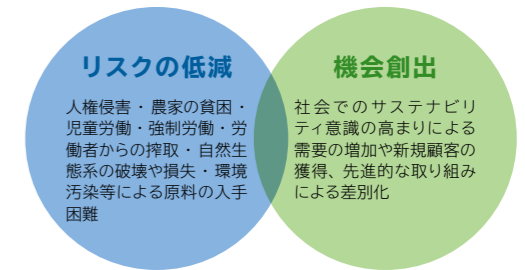 リスクの低減
人権侵害・農家の貧困・
児童労働・強制労働・労
働者からの搾取・自然生
態系の破壊や損失・環境
汚染等による原料の入手
困難
機会創出
社会でのサステナビリ
ティ意識の高まりによる
需要の増加や新規顧客の
獲得、先進的な取り組み
による差別化